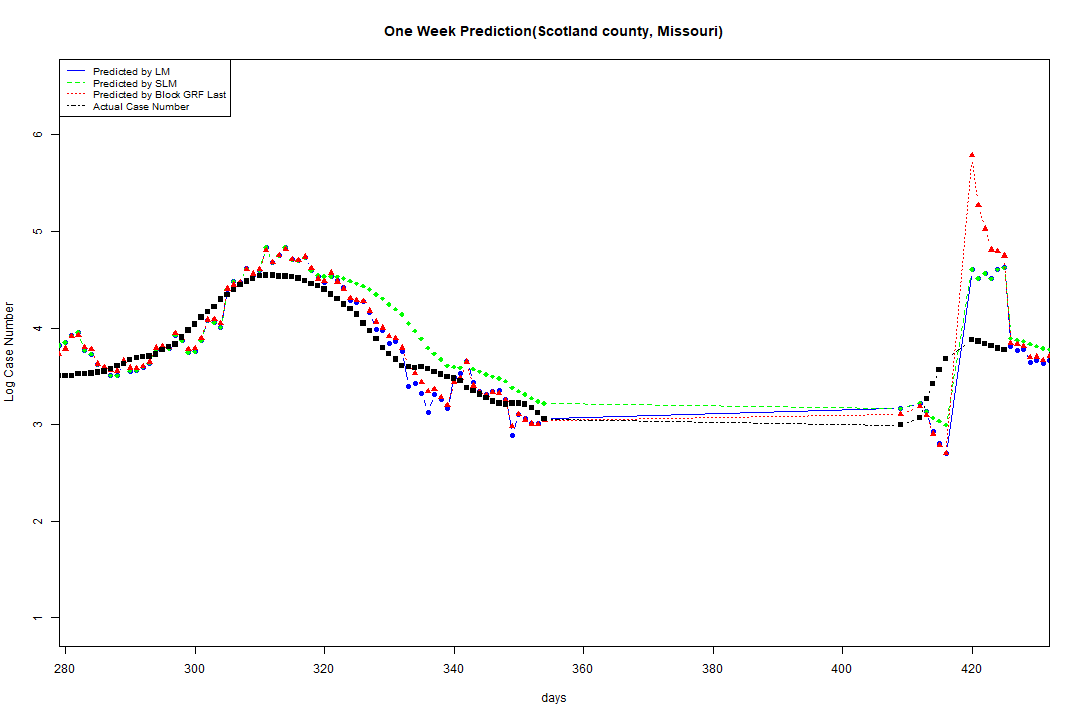 One Week Prediction(Scotland county, Missouri)
Predicted by LM
Predicted by SLM
Predicted by Block GRF Last
Actual Case Number
Log Case Number
6
5
4
3
2
1
280 300 320 340 360 380 400 420
days